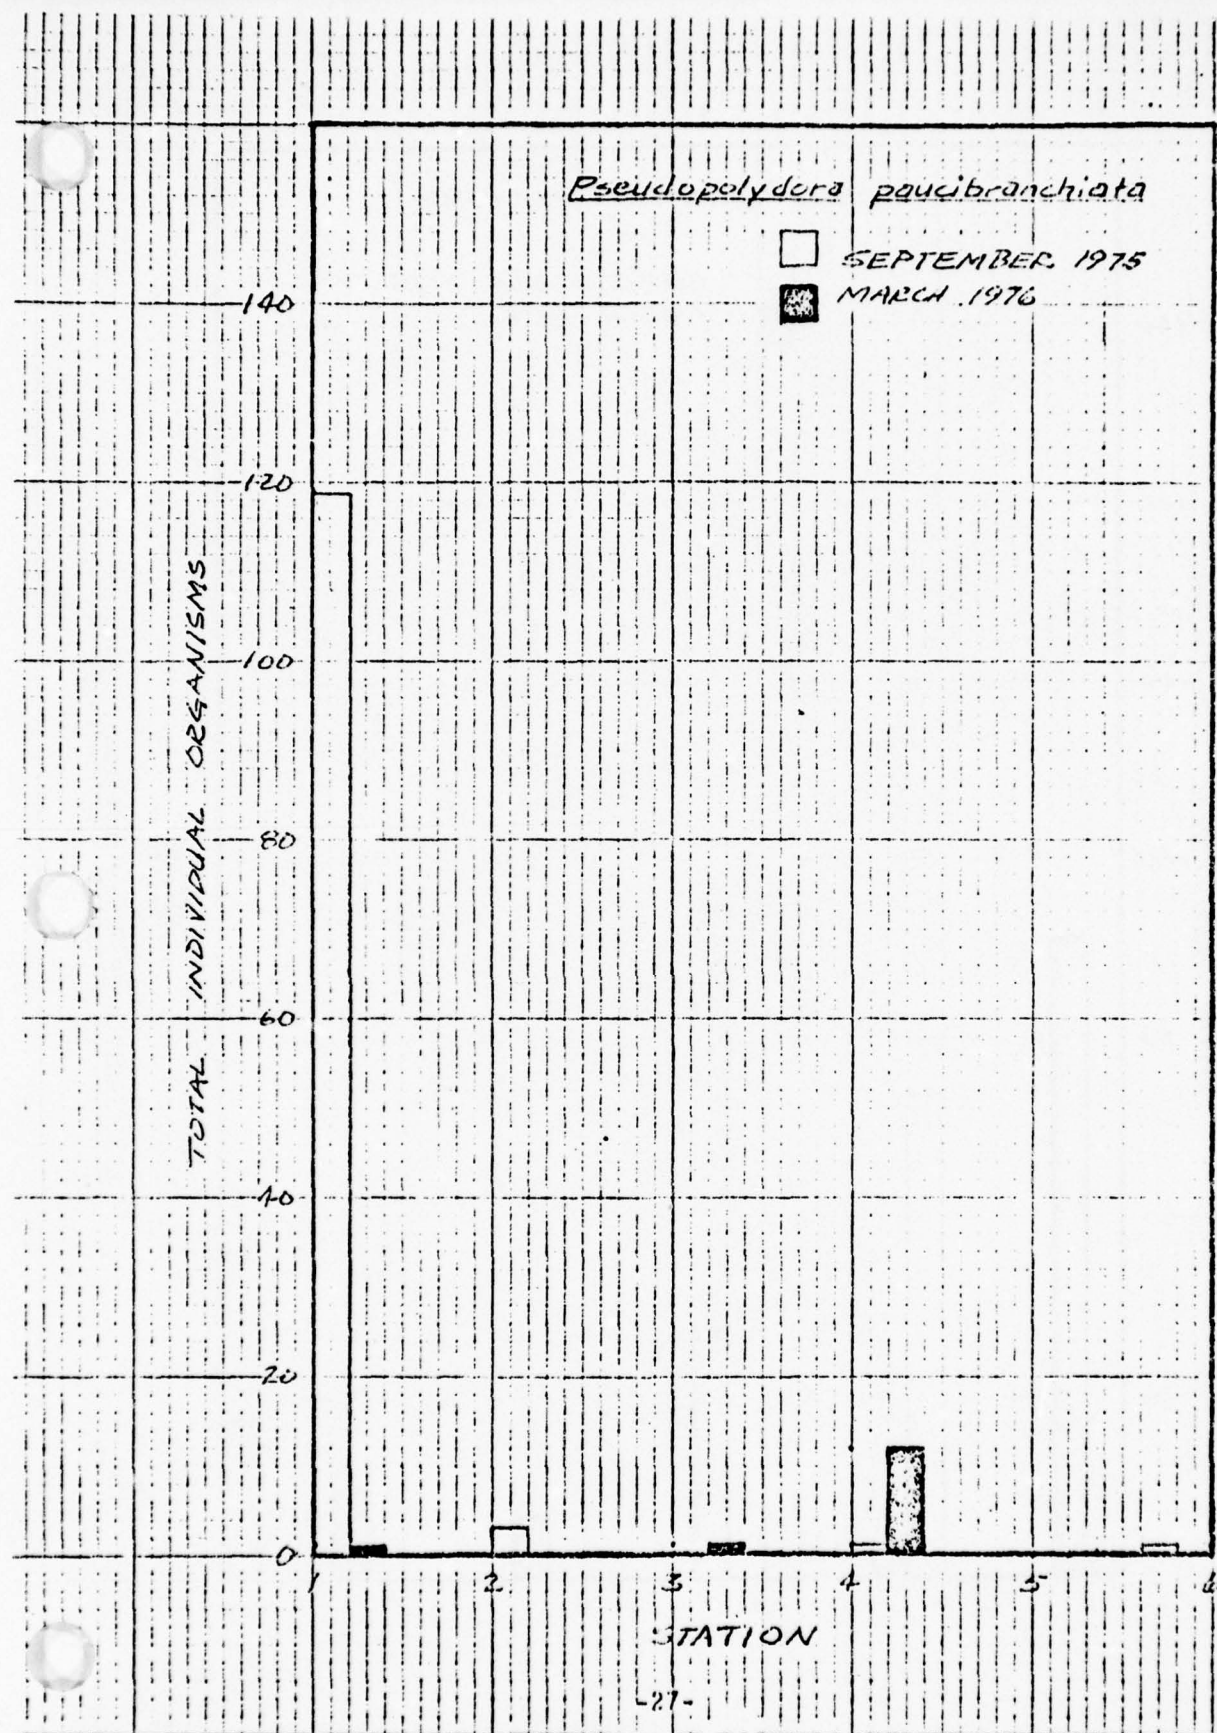 Pseudopolydora paucibranchiata
SEPTEMBER 1975
MARCH 1976
140
120
100
80
60
40
20
0
TOTAL INDIVIDUAL ORGANISMS
1 2 3 4 5 6
STATION
-27-